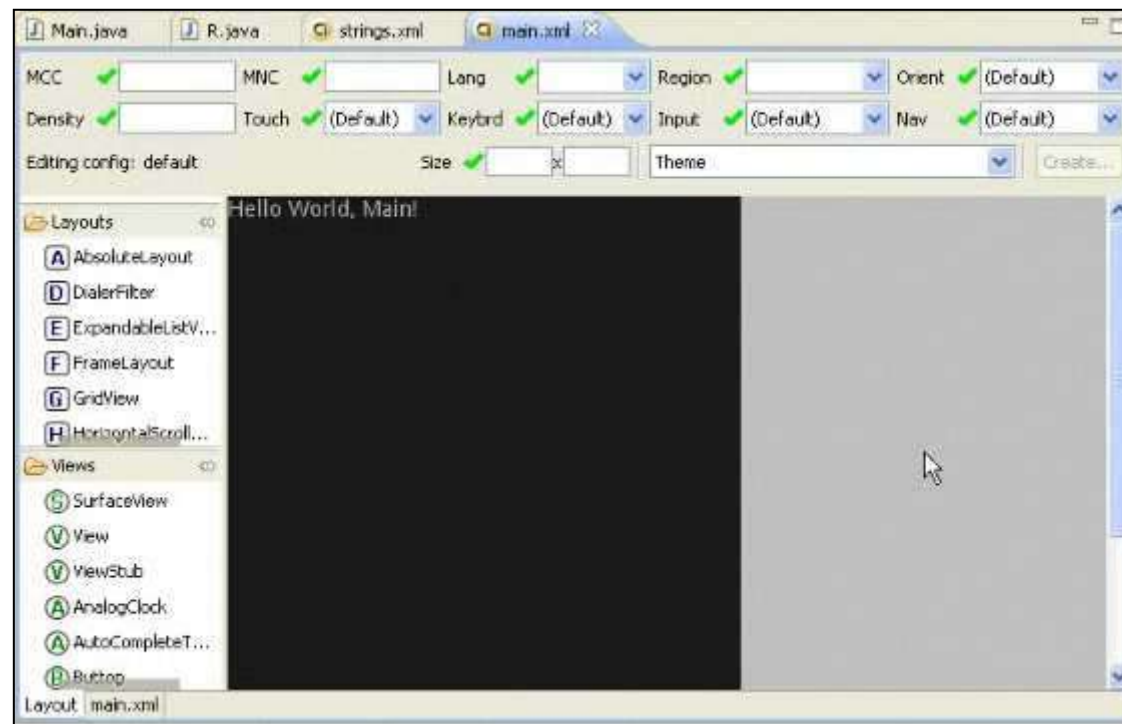 Main.java R.java strings.xml main.xml
MCC MNC Lang Region Orient (Default)
Density Touch (Default) Keybrd (Default) Input (Default) Nav (Default)
Editing config: default Size x Theme Create...
Hello World, Main!
Layouts
AbsoluteLayout
DialerFilter
ExpandableListV...
FrameLayout
GridView
HorizontalScroll...
Views
SurfaceView
View
ViewStub
AnalogClock
AutoCompleteT...
Button
Layout main.xml